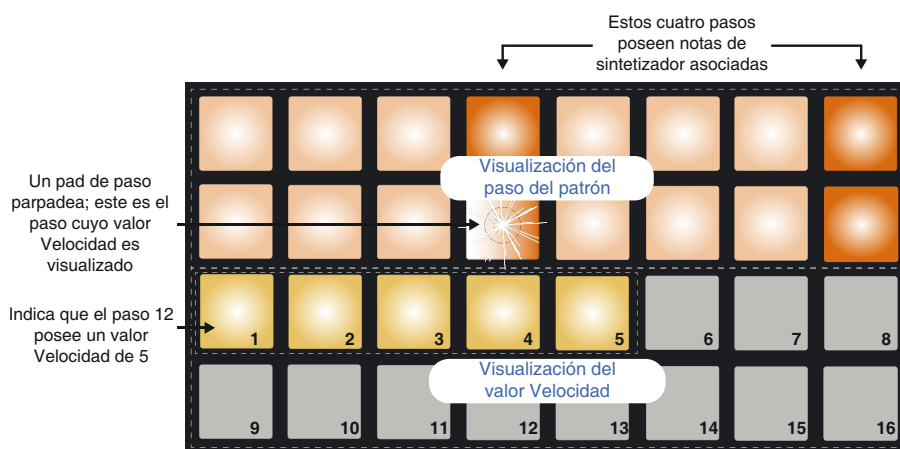 Estos cuatro pasos
poseen notas de
sintetizador asociadas
Visualización del
paso del patrón
Un pad de paso
parpadea; este es el
paso cuyo valor
Velocidad es
visualizado
Indica que el paso 12
posee un valor
Velocidad de 5
1 2 3 4 5 6 7 8
Visualización del
valor Velocidad
9 10 11 12 13 14 15 16